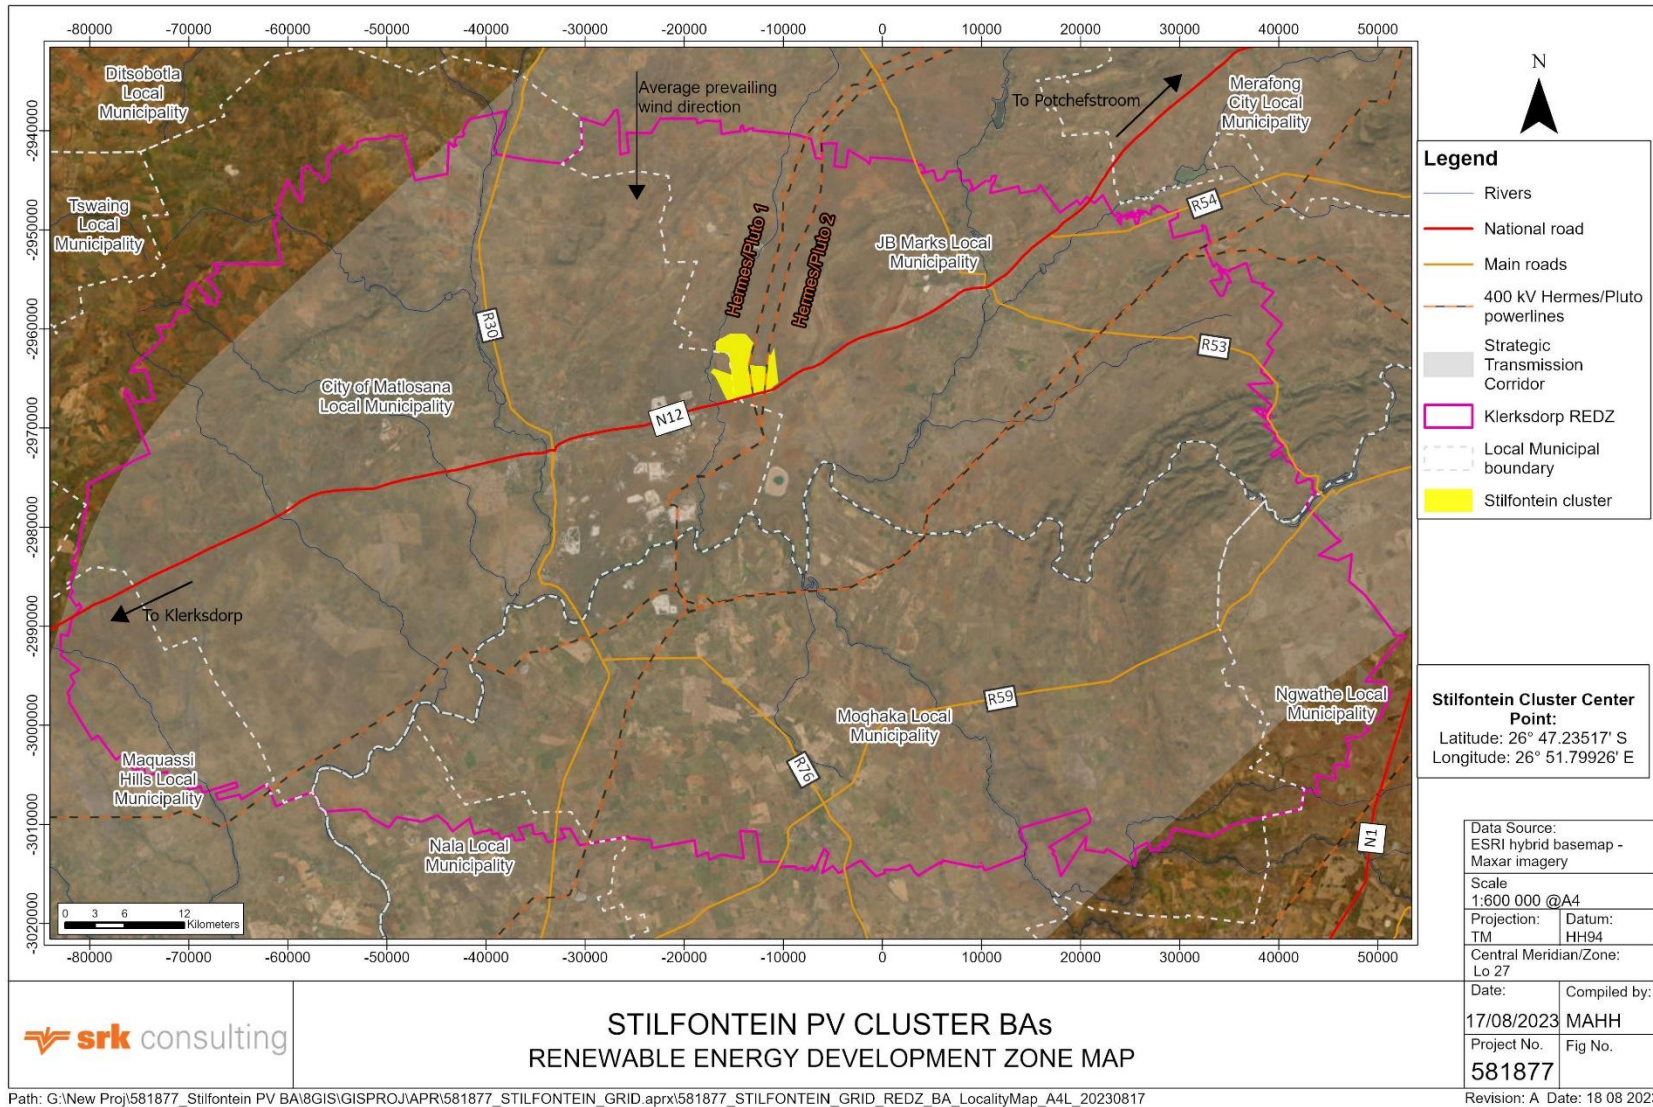 -80000 -70000 -60000 -50000 -40000 -30000 -20000 -10000 0 10000 20000 30000 40000 50000
-2940000
-2950000
-2960000
-2970000
-2980000
-2990000
-3000000
-3010000
-3020000
Ditsobotla
Local
Municipality
Average prevailing
wind direction
To Potchefstroom
Merafong
City Local
Municipality
Tswaing
Local
Municipality
R54
Hermes/Pluto 1
Hermes/Pluto 2
JB Marks Local
Municipality
R30
R53
City of Matlosana
Local Municipality
N12
To Klerksdorp
R59
Ngwathe Local
Municipality
Moqhaka Local
Municipality
R76
Maquassi
Hills Local
Municipality
Nala Local
Municipality
N1
0 3 6 12
Kilometers
-80000 -70000 -60000 -50000 -40000 -30000 -20000 -10000 0 10000 20000 30000 40000 50000
N
Legend
Rivers
National road
Main roads
400 kV Hermes/Pluto
powerlines
Strategic
Transmission
Corridor
Klerksdorp REDZ
Local Municipal
boundary
Stilfontein cluster
Stilfontein Cluster Center
Point:
Latitude: 26° 47.23517' S
Longitude: 26° 51.79926' E
Data Source:
ESRI hybrid basemap -
Maxar imagery
Scale
1:600 000 @A4
Projection: Datum:
TM HH94
Central Meridian/Zone:
Lo 27
Date: Compiled by:
17/08/2023 MAHH
Project No. Fig No.
581877
srk consulting
STILFONTEIN PV CLUSTER BAs
RENEWABLE ENERGY DEVELOPMENT ZONE MAP
Path: G:\New Proj\581877_Stilfontein PV BA\8GIS\GISPROJ\APR\581877_STILFONTEIN_GRID.aprx\581877_STILFONTEIN_GRID_REDZ_BA_LocalityMap_A4L_20230817
Revision: A Date: 18 08 2023